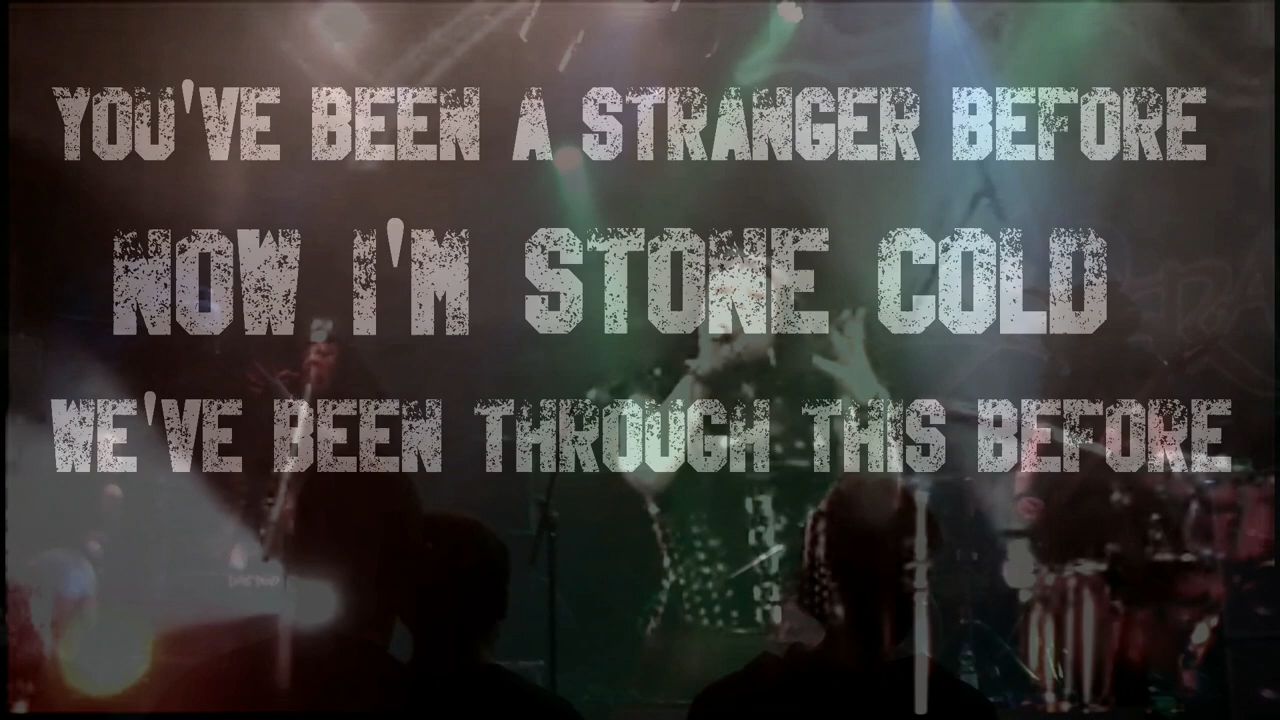 YOU'VE BEEN A STRANGER BEFORE
NOW I'M STONE COLD
WE'VE BEEN THROUGH THIS BEFORE